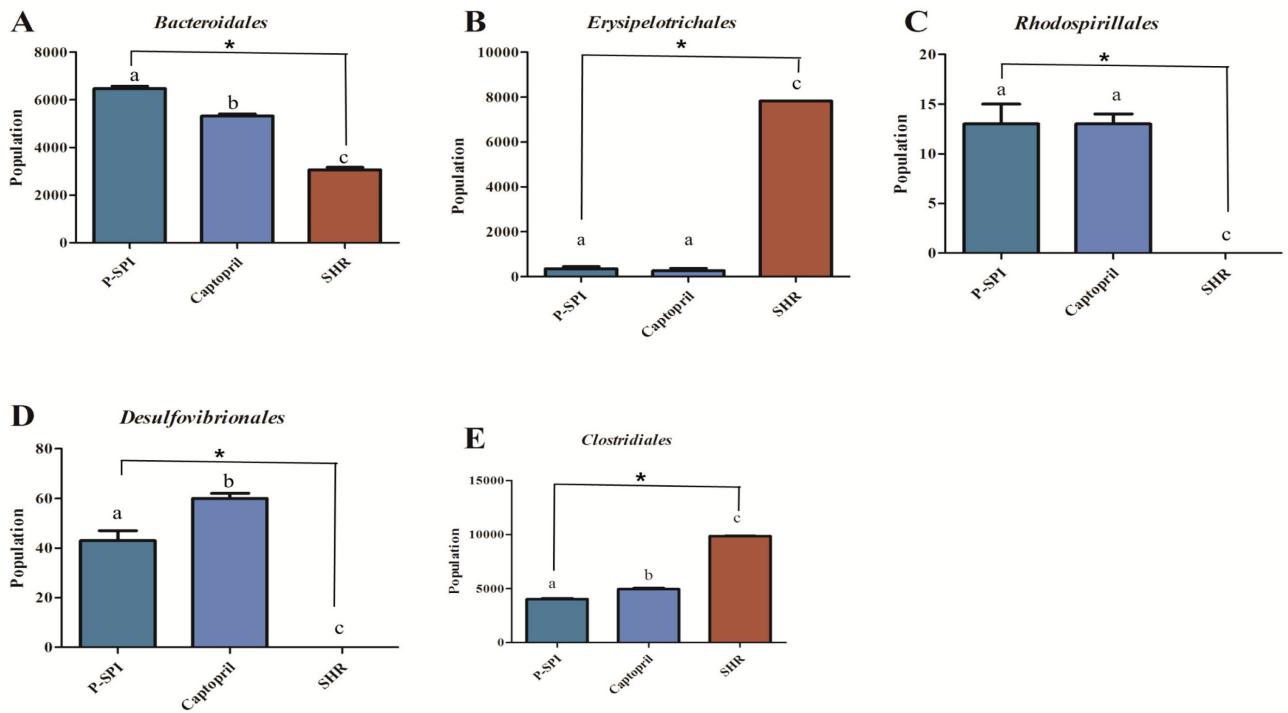 A
Bacteroidales
Population
8000
6000
4000
2000
0
*
a
b
c
P-SPI
Captopril
SHR
B
Erysipelotrichales
Population
10000
8000
6000
4000
2000
0
*
a
a
c
P-SPI
Captopril
SHR
C
Rhodospirillales
Population
20
15
10
5
0
*
a
a
c
P-SPI
Captopril
SHR
D
Desulfovibrionales
Population
80
60
40
20
0
*
a
b
c
P-SPI
Captopril
SHR
E
Clostridiales
Population
15000
10000
5000
0
*
a
b
c
P-SPI
Captopril
SHR